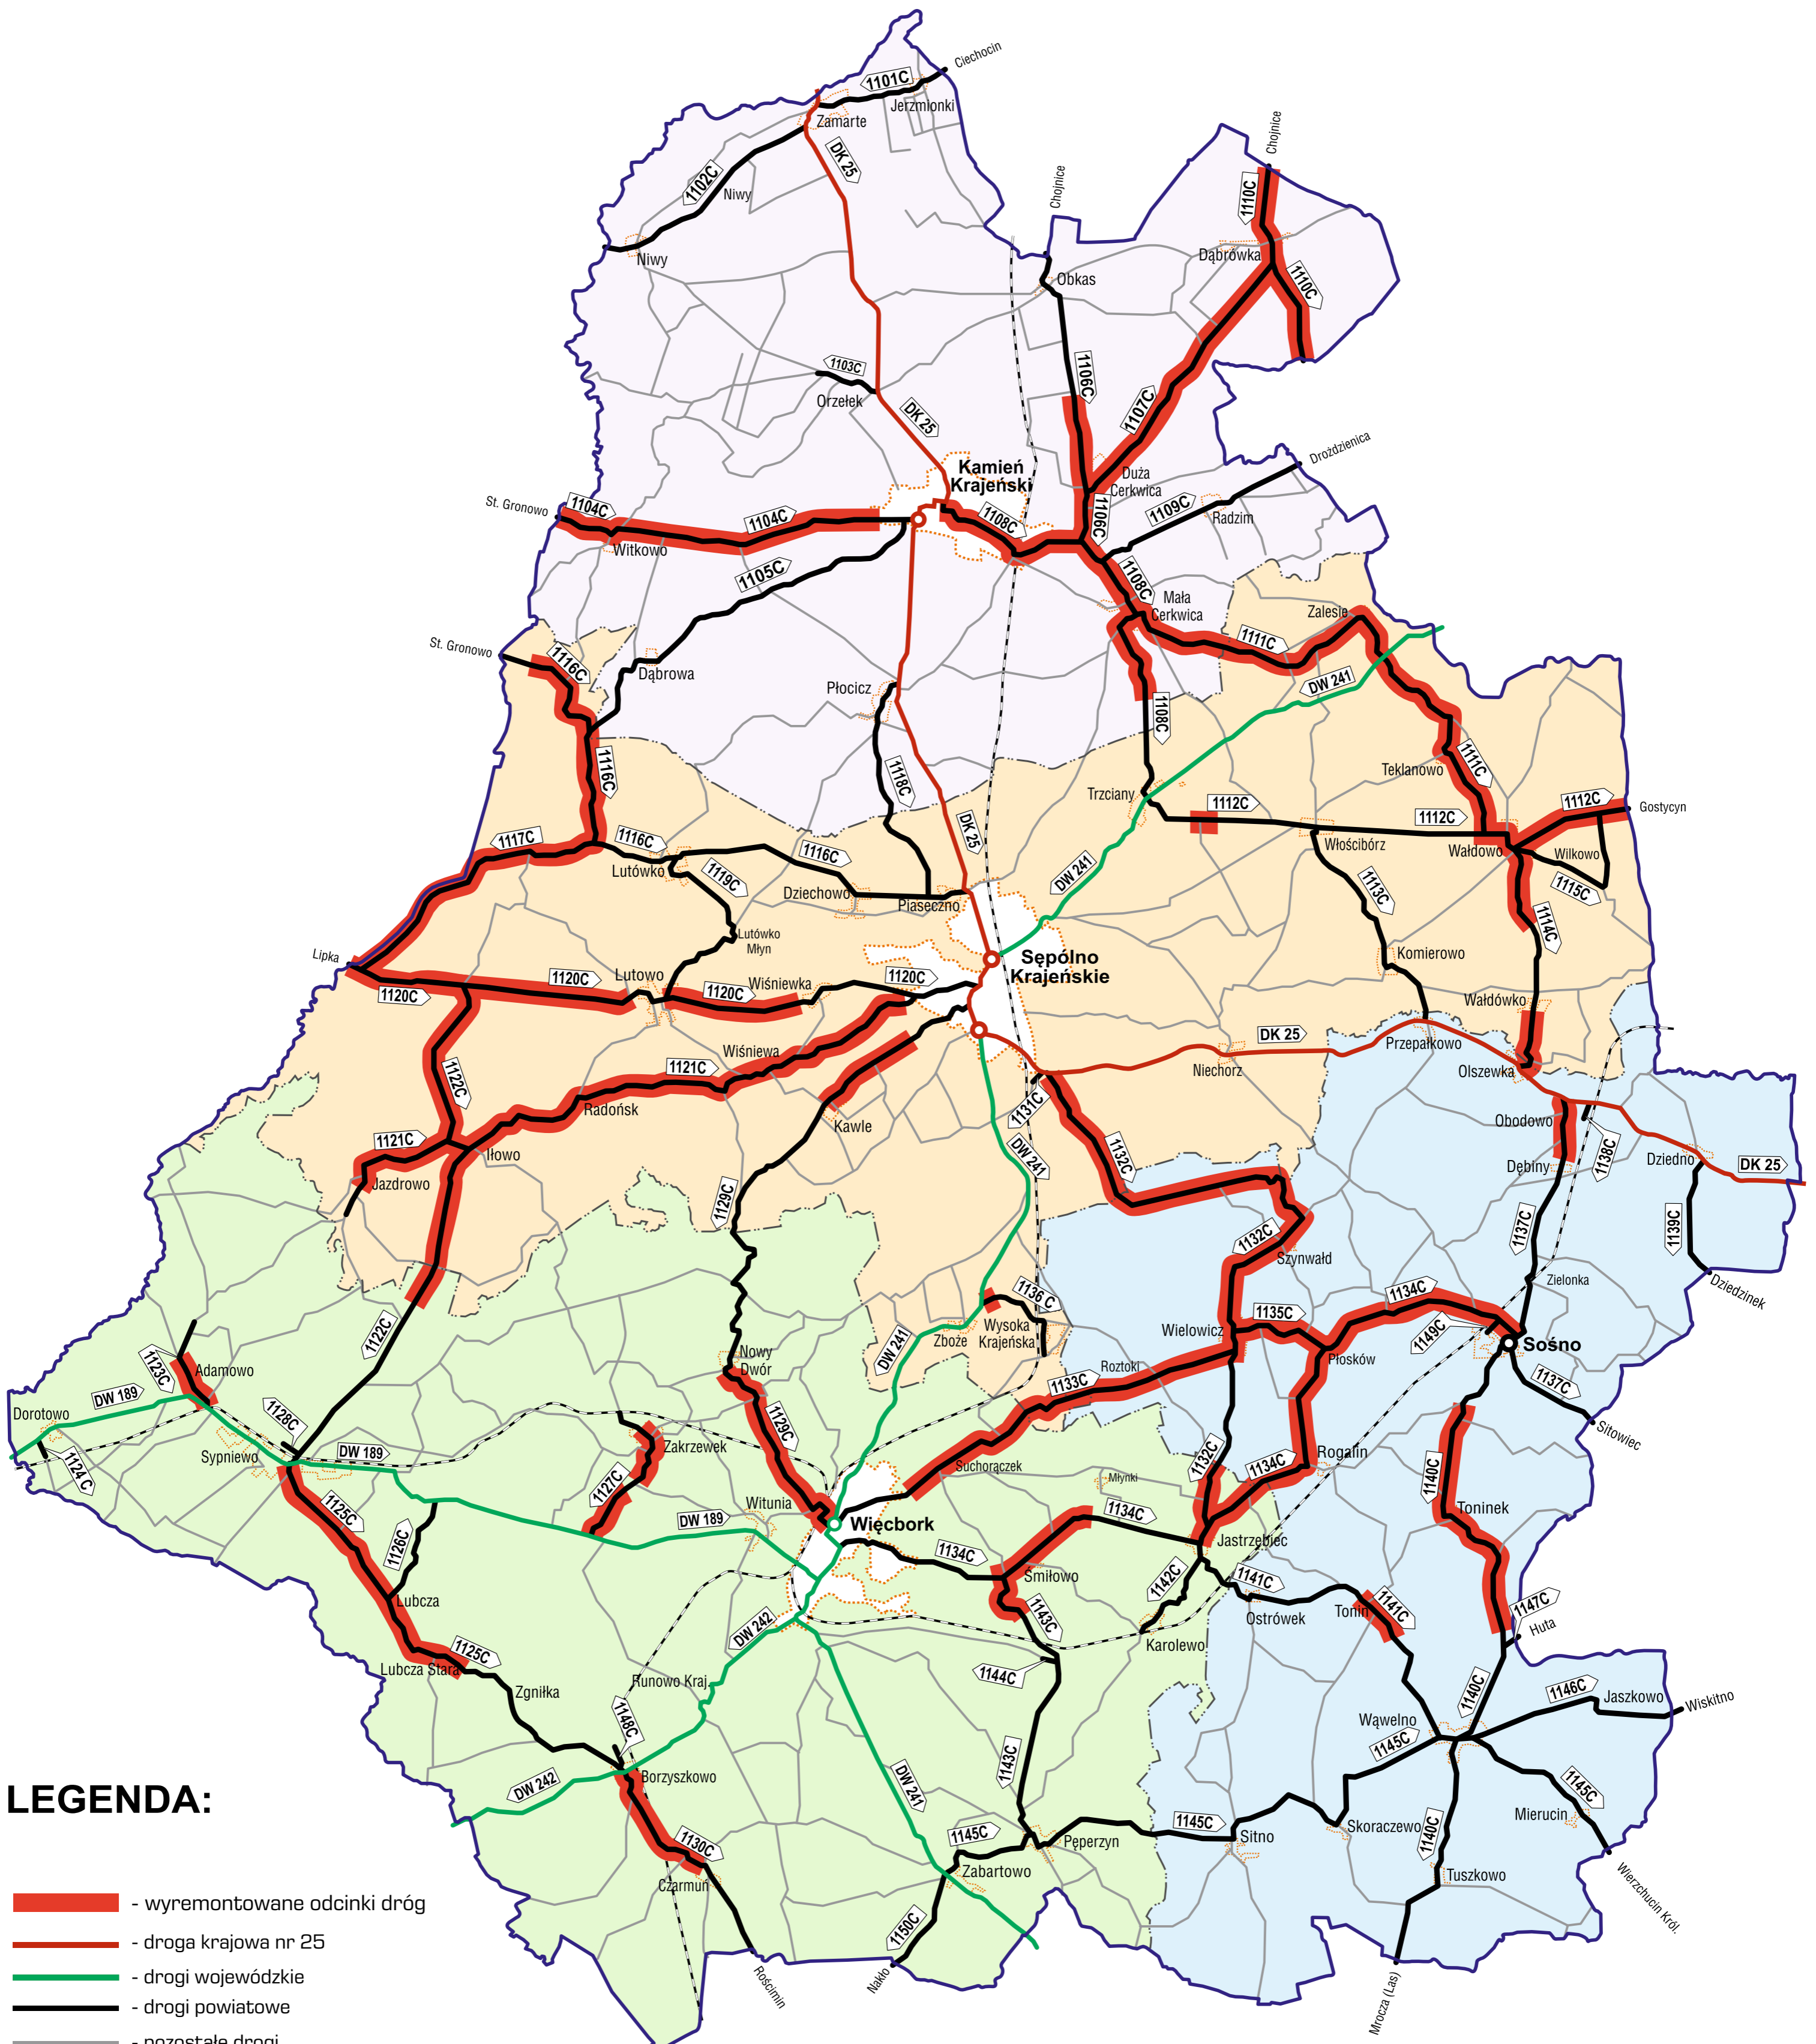 Ciechocin
1101C
Jerzmionki
Zamarte
DK 25
1102C
Niwy
Niwy
Chojnice
1110C
Chojnice
Dąbrówka
1110C
Obkas
1103C
Orzełek
1106C
1107C
DK 25
Drożdzienica
Kamień
Krajeński
Duża
Cerkwica
St. Gronowo
1104C
1104C
1108C
1106C
1109C
Radzim
Witkowo
1105C
1108C
Mała
Cerkwica
Zalesie
St. Gronowo
1116C
Dąbrowa
1111C
DW 241
Płocicz
1108C
1116C
1118C
Teklanowo
1111C
Trzciany
1112C
1112C
1112C
Gostycyn
DK 25
1117C
1116C
1116C
Włościbórz
Wałdowo
Wilkowo
Lutówko
1119C
Dziechowo
Piaseczno
DW 241
1113C
1115C
1114C
Lutówko
Młyn
Lipka
Sępólno
Krajeńskie
Komierowo
1120C
1120C
Lutowo
1120C
Wiśniewka
1120C
Wałdówko
DK 25
Przepałkowo
Niechorz
Olszewka
Wiśniewa
1121C
1122C
Radońsk
Kawle
1131C
Obodowo
1138C
1121C
Iłowo
DW 241
1132C
Dębiny
Dziedno
DK 25
Jazdrowo
1129C
1137C
1139C
1132C
Szynwałd
Zielonka
Dziedzinek
1136 C
1134C
1122C
Zboże
Wysoka
Krajeńska
Wielowicz
1135C
1149C
Sośno
DW 241
Płosków
Roztoki
1133C
1137C
Sitowiec
1123C
Adamowo
DW 189
Nowy
Dwór
Dorotowo
1128C
1129C
1124 C
Sypniewo
DW 189
Zakrzewek
1132C
1134C
Rogalin
1140C
Suchorączek
Młynki
1127C
Toninek
1125C
Witunia
DW 189
Więcbork
1134C
1134C
Jastrzębiec
1126C
Śmiłowo
1142C
1141C
Lubcza
1143C
Ostrówek
Tonin
1141C
1147C
Huta
DW 242
Karolewo
1125C
Lubcza Stara
1144C
Zgniłka
Runowo Kraj.
1140C
1146C
Jaszkowo
Wiskitno
1148C
Wąwelno
1145C
1143C
Borzyszkowo
DW 242
DW 241
1145C
LEGENDA:
Mierucin
1145C
1145C
Skoraczewo
1140C
1130C
Sitno
Pęperzyn
Zabartowo
Czarmuń
Tuszkowo
Wierzchucin Król.
- wyremontowane odcinki dróg
1150C
- droga krajowa nr 25
- drogi wojewódzkie
Nakło
Rościmin
Mrocza (Las)
- drogi powiatowe
- pozostałe drogi